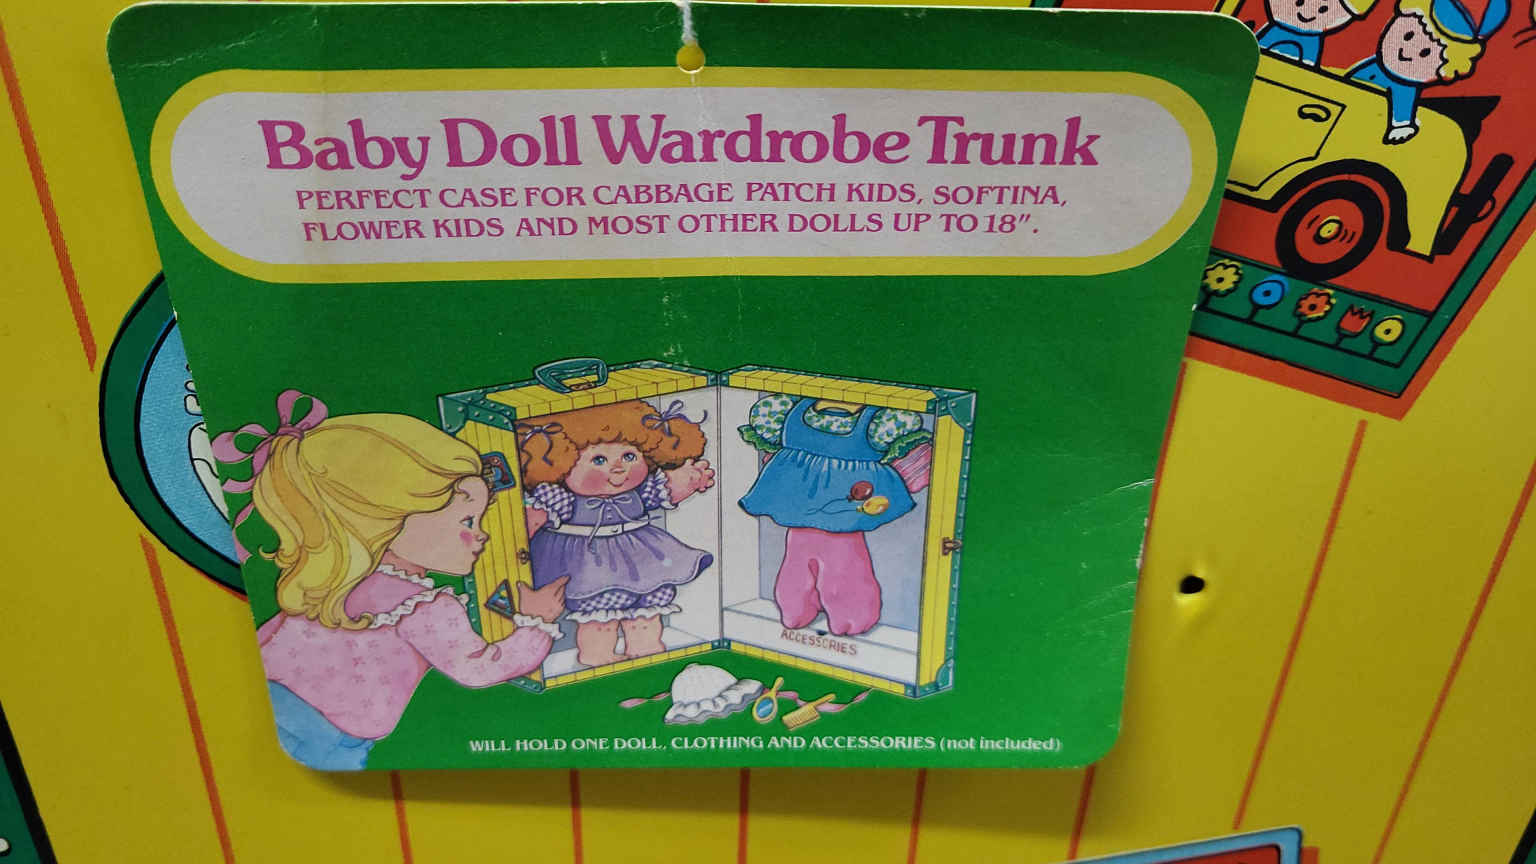 Baby Doll Wardrobe Trunk
PERFECT CASE FOR CABBAGE PATCH KIDS, SOFTINA,
FLOWER KIDS AND MOST OTHER DOLLS UP TO 18".
ACCESSORIES
WILL HOLD ONE DOLL, CLOTHING AND ACCESSORIES (not included)